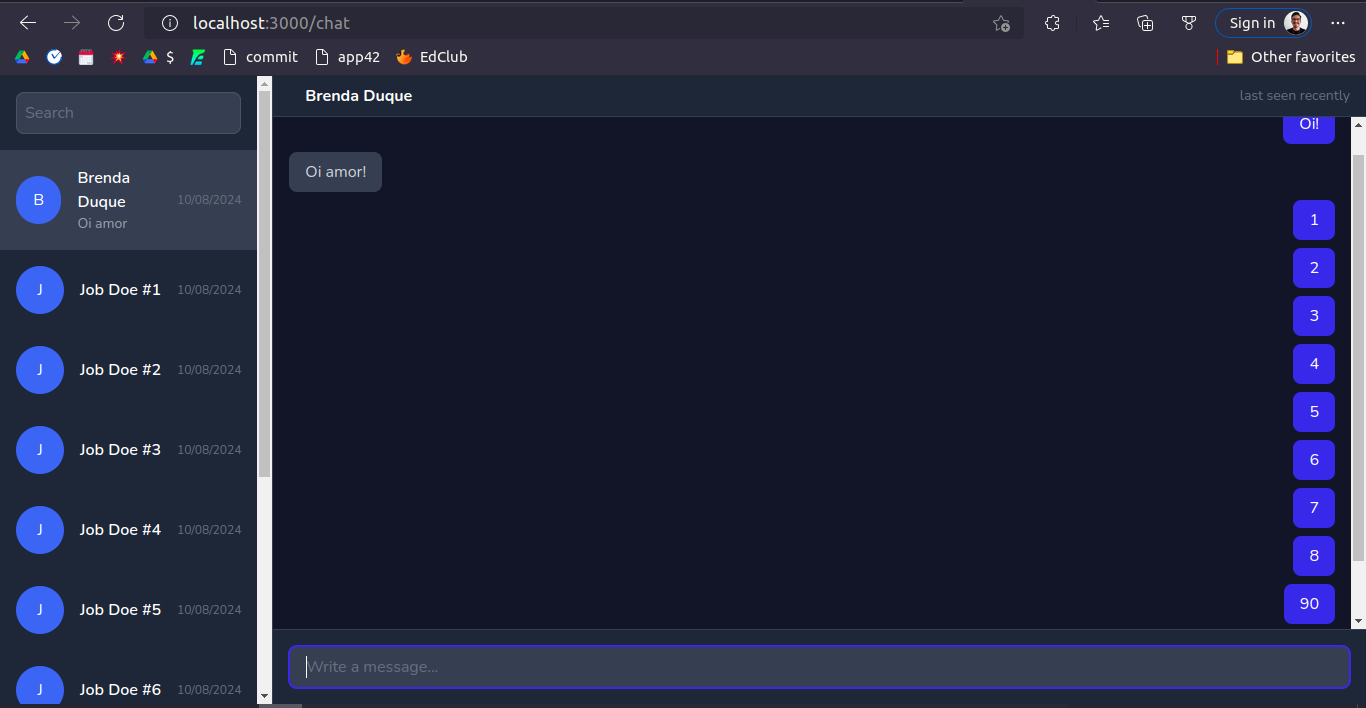 localhost:3000/chat
Sign in
$
commit
app42
EdClub
Other favorites
Search
Brenda Duque
10/08/2024
Oi amor
Job Doe #1
10/08/2024
Job Doe #2
10/08/2024
Job Doe #3
10/08/2024
Job Doe #4
10/08/2024
Job Doe #5
10/08/2024
Job Doe #6
10/08/2024
B
J
J
J
J
J
J
Brenda Duque
last seen recently
Oi!
Oi amor!
1
2
3
4
5
6
7
8
90
Write a message...